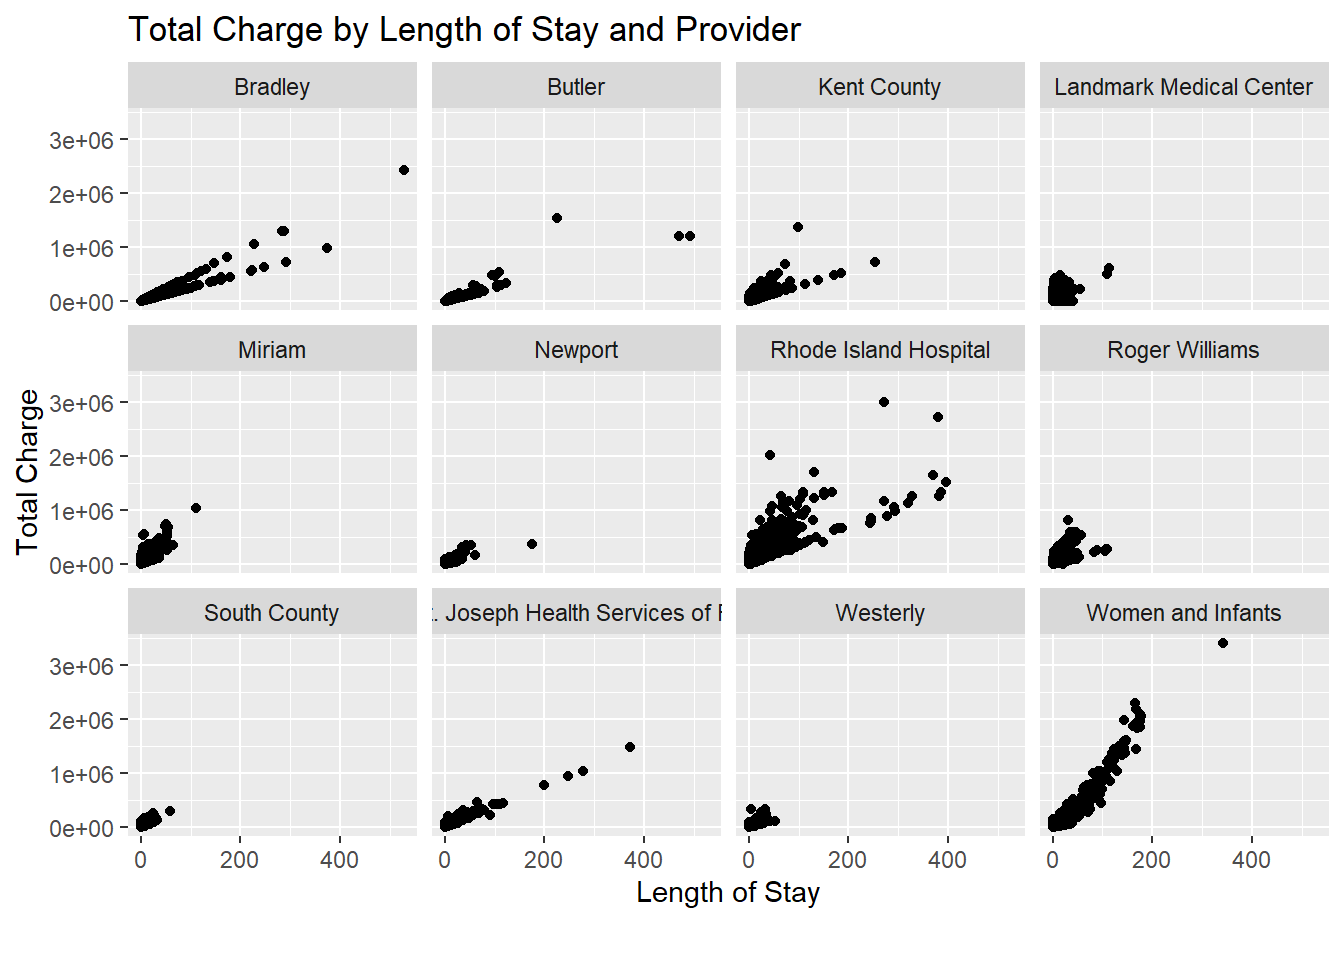 Total Charge by Length of Stay and Provider
Bradley
Butler
Kent County
Landmark Medical Center
3e+06
2e+06
1e+06
0e+00
Miriam
Newport
Rhode Island Hospital
Roger Williams
Total Charge
3e+06
2e+06
1e+06
0e+00
South County
t. Joseph Health Services of
Westerly
Women and Infants
3e+06
2e+06
1e+06
0e+00
0 200 400
0 200 400
0 200 400
0 200 400
Length of Stay